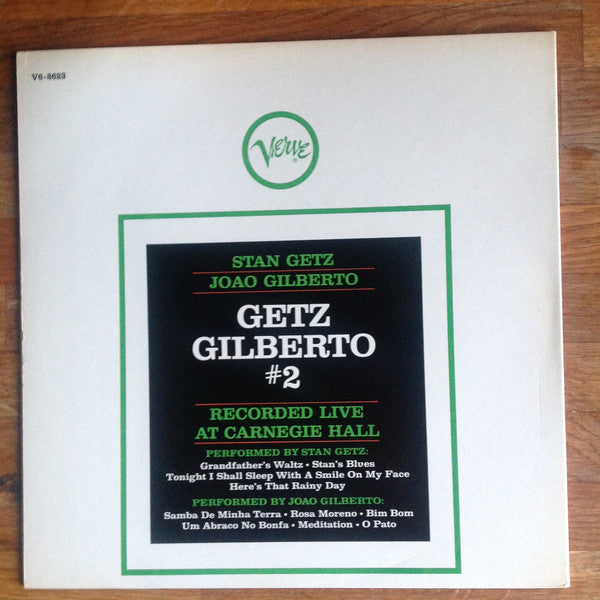 V6-8623
Verve
STAN GETZ
JOAO GILBERTO
GETZ
GILBERTO
#2
RECORDED LIVE
AT CARNEGIE HALL
PERFORMED BY STAN GETZ:
Grandfather's Waltz • Stan's Blues
Tonight I Shall Sleep With A Smile On My Face
Here's That Rainy Day
PERFORMED BY JOAO GILBERTO:
Samba De Minha Terra • Rosa Moreno • Bim Bom
Um Abraco No Bonfa • Meditation • O Pato